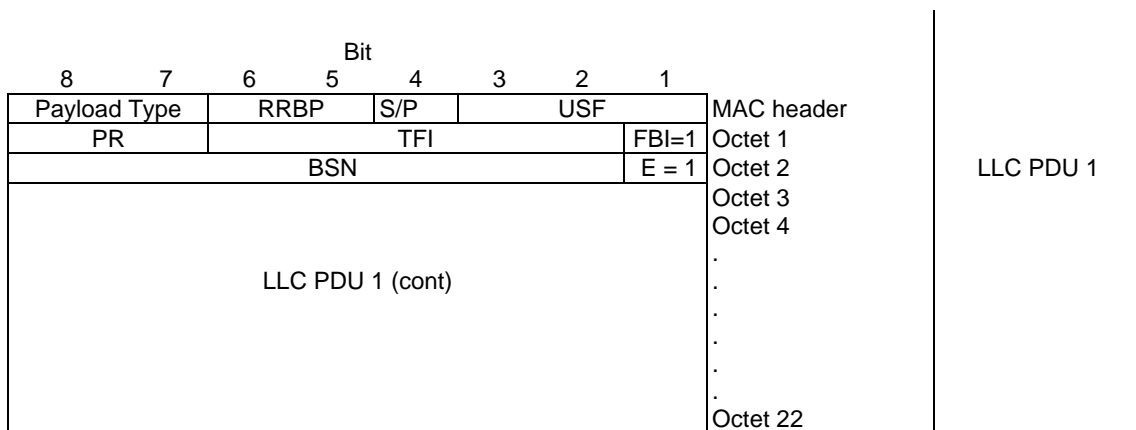 Bit
8 7 6 5 4 3 2 1
Payload Type RRBP S/P USF MAC header
PR TFI FBI=1 Octet 1
BSN E = 1 Octet 2 LLC PDU 1
Octet 3
Octet 4
.
LLC PDU 1 (cont) .
.
.
.
.
Octet 22